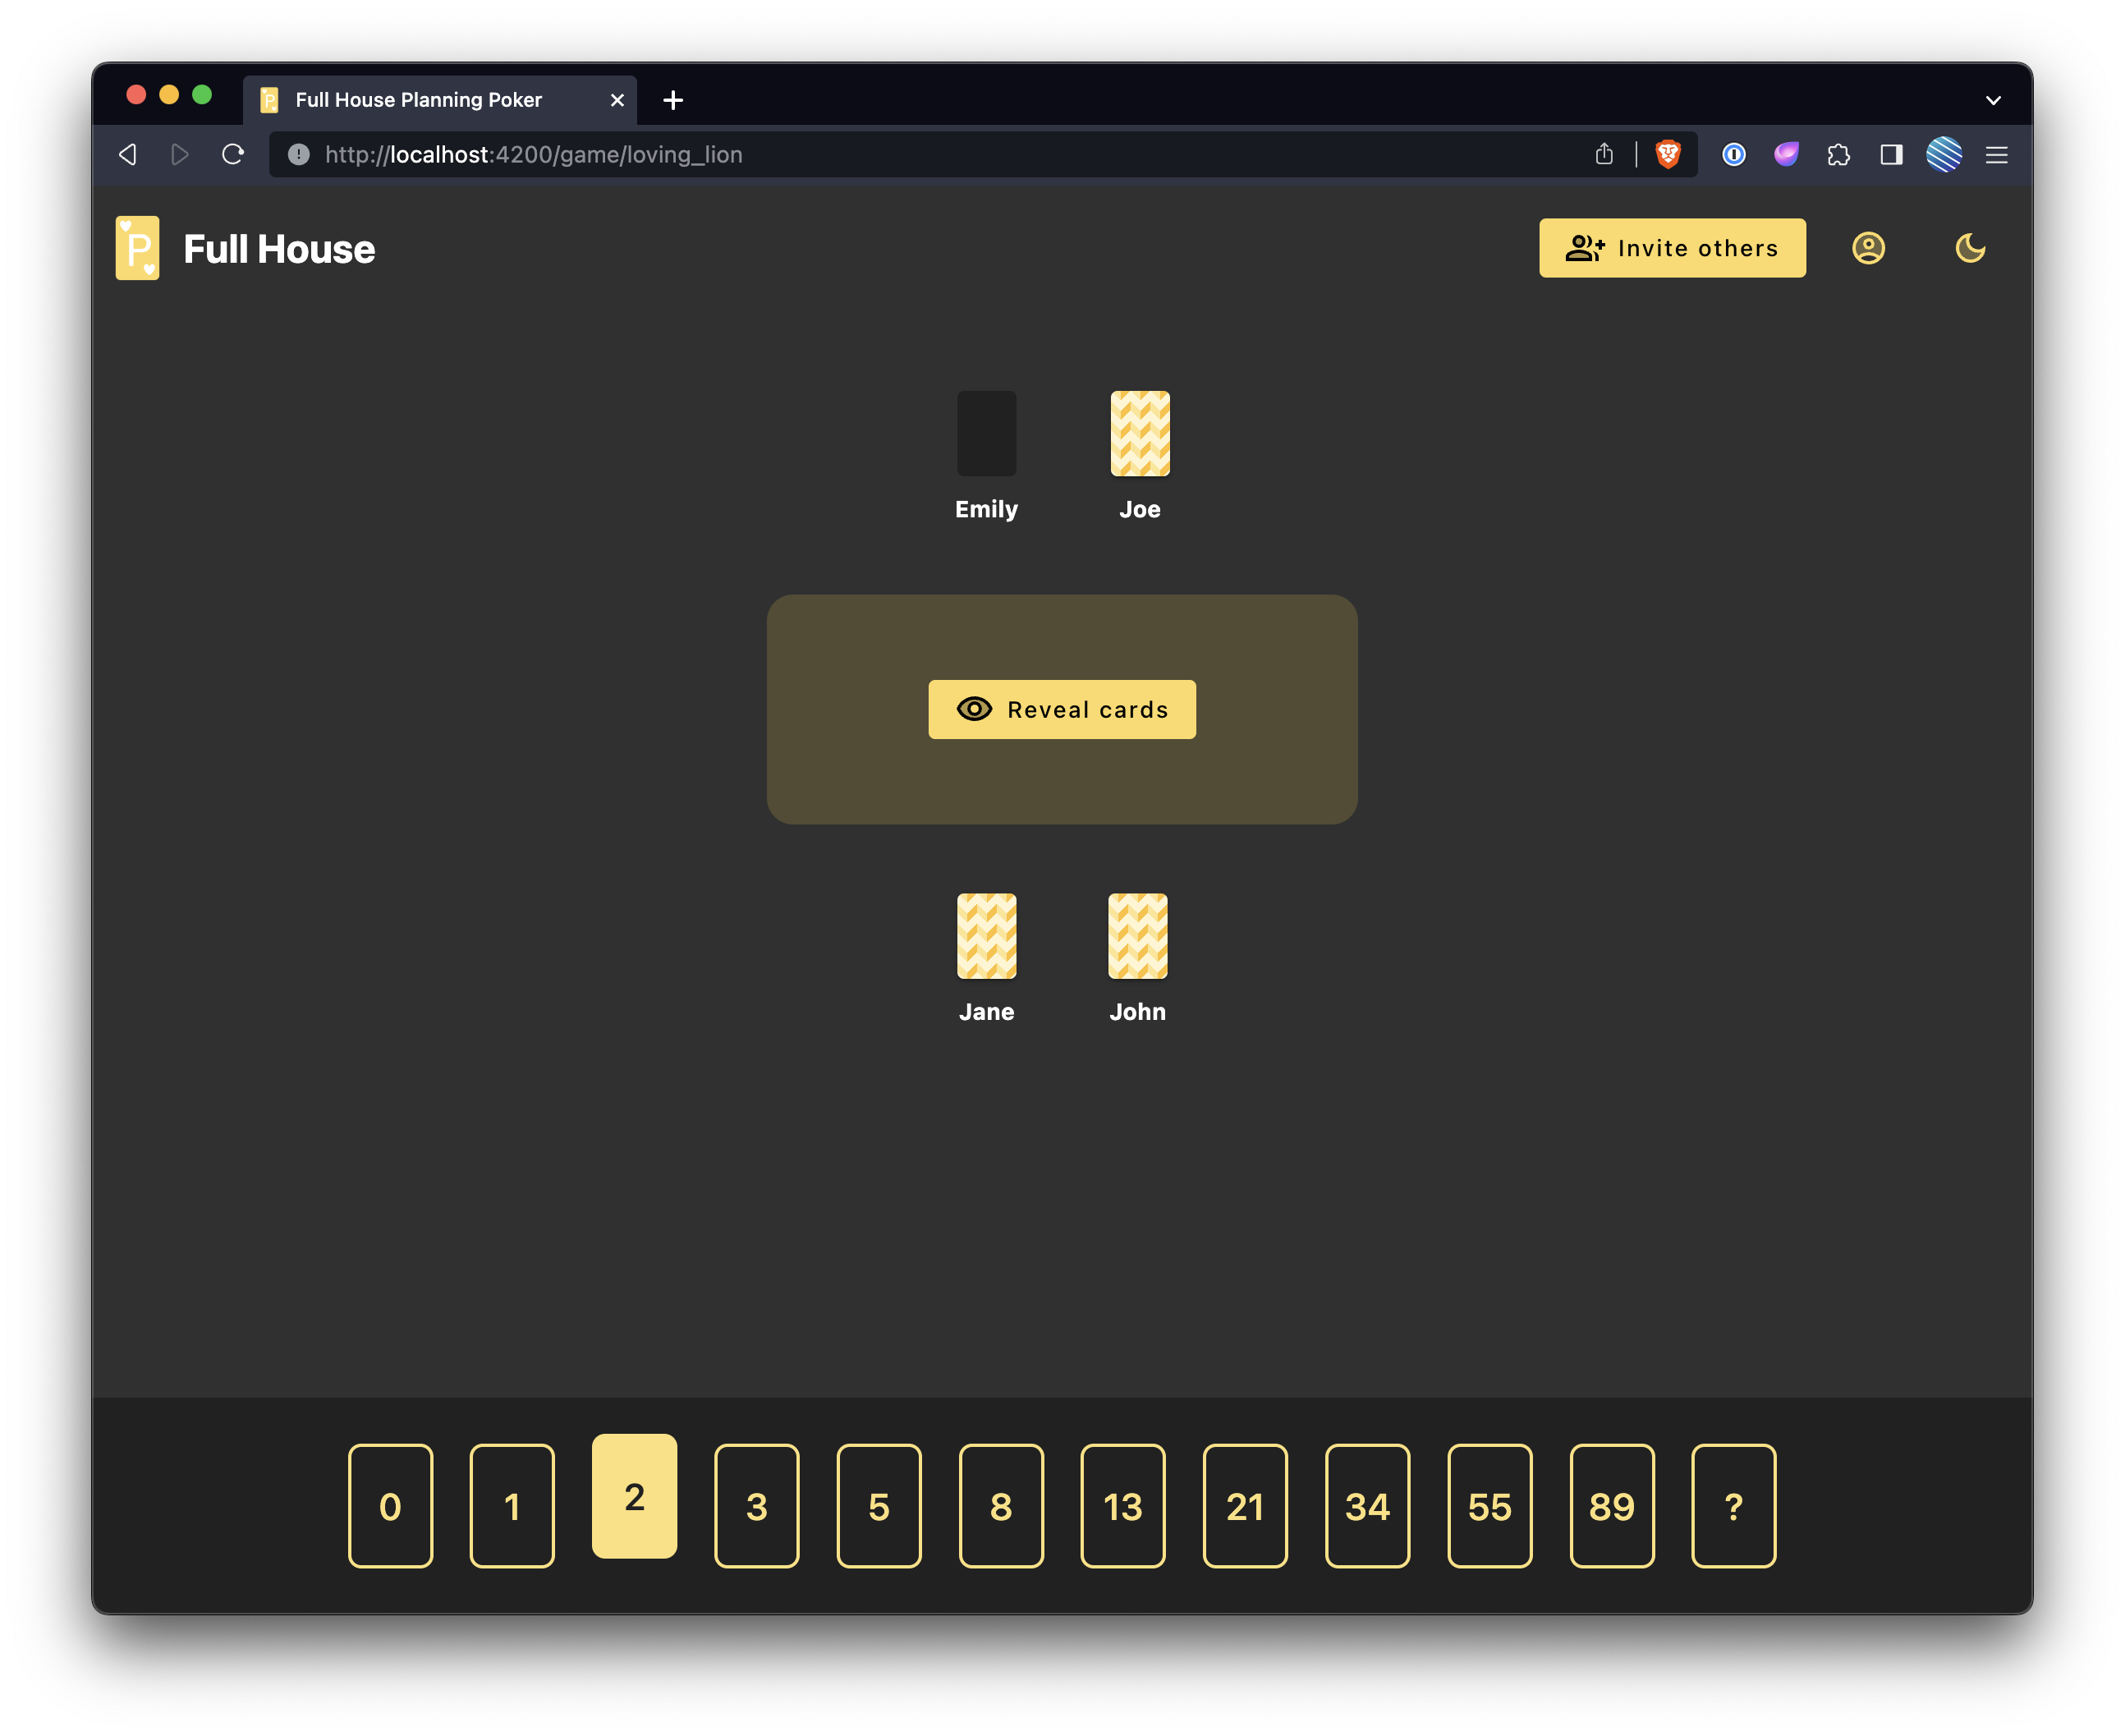 Full House Planning Poker
http://localhost:4200/game/loving_lion
P Full House
Invite others
Emily Joe
Reveal cards
Jane John
0 1 2 3 5 8 13 21 34 55 89 ?